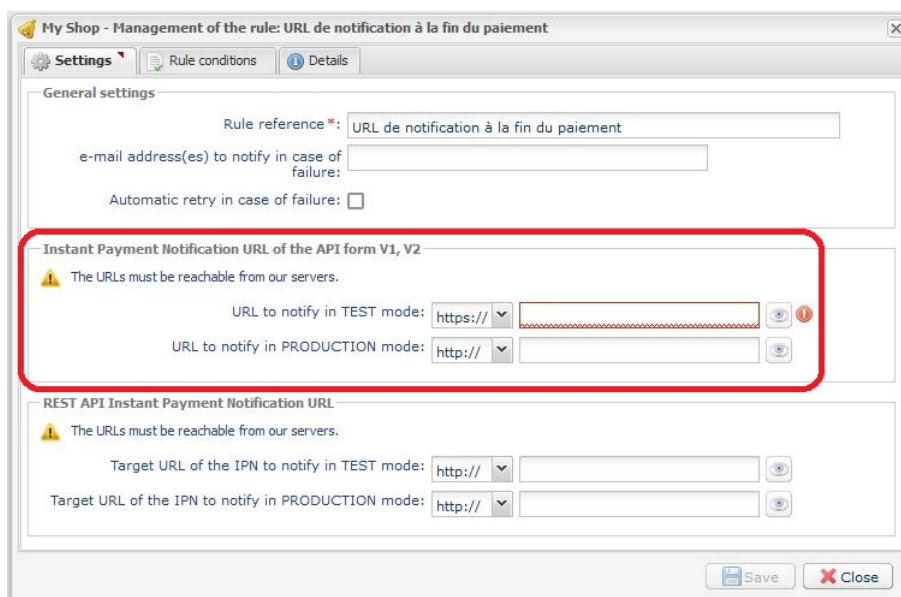 My Shop - Management of the rule: URL de notification à la fin du paiement
Settings Rule conditions Details
General settings
Rule reference*: URL de notification à la fin du paiement
e-mail address(es) to notify in case of
failure:
Automatic retry in case of failure:
Instant Payment Notification URL of the API form V1, V2
The URLs must be reachable from our servers.
URL to notify in TEST mode: https://
URL to notify in PRODUCTION mode: http://
REST API Instant Payment Notification URL
The URLs must be reachable from our servers.
Target URL of the IPN to notify in TEST mode: http://
Target URL of the IPN to notify in PRODUCTION mode: http://
Save Close